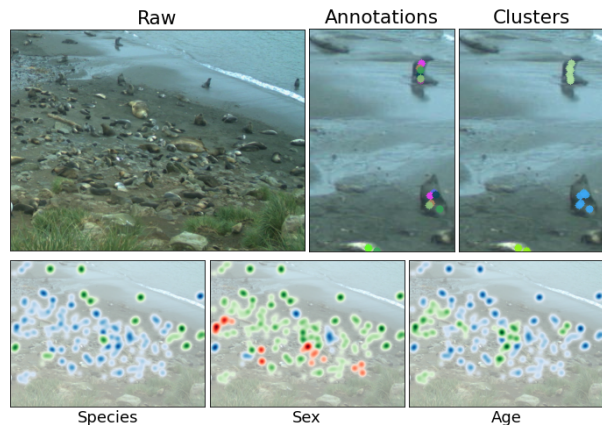 Raw
Annotations
Clusters
Species
Sex
Age